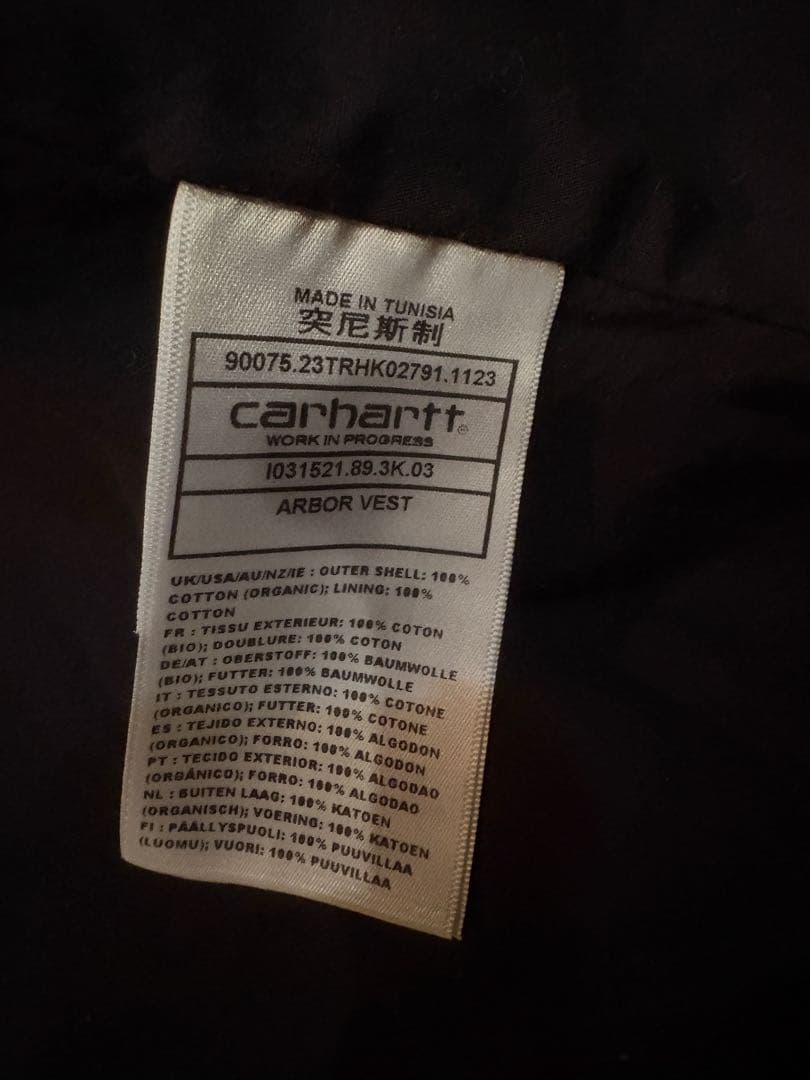 MADE IN TUNISIA
突尼斯制
90075.23TRHK02791.1123
carhartt®
WORK IN PROGRESS
I031521.89.3K.03
ARBOR VEST
UK/USA/AU/NZ/IE : OUTER SHELL: 100%
COTTON (ORGANIC); LINING: 100%
COTTON
FR : TISSU EXTERIEUR: 100% COTON
(BIO); DOUBLURE: 100% COTON
DE/AT : OBERSTOFF: 100% BAUMWOLLE
(BIO); FUTTER: 100% BAUMWOLLE
IT : TESSUTO ESTERNO: 100% COTONE
(ORGANICO); FUTTER: 100% COTONE
ES : TEJIDO EXTERNO: 100% ALGODON
(ORGANICO); FORRO: 100% ALGODON
PT : TECIDO EXTERIOR: 100% ALGODAO
(ORGÂNICO); FORRO: 100% ALGODAO
NL : BUITEN LAAG: 100% KATOEN
(ORGANISCH); VOERING: 100% KATOEN
FI : PÄÄLLYSPUOLI: 100% PUUVILLAA
(LUOMU); VUORI: 100% PUUVILLAA